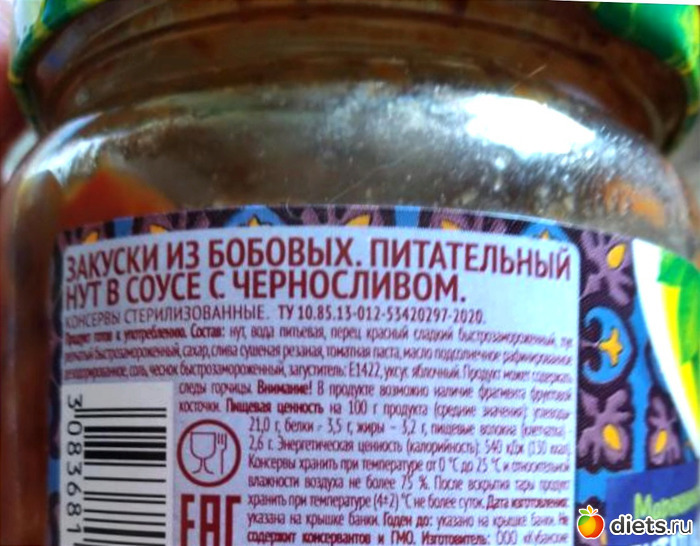 ЗАКУСКИ ИЗ БОБОВЫХ. ПИТАТЕЛЬНЫЙ
НУТ В СОУСЕ С ЧЕРНОСЛИВОМ.
КОНСЕРВЫ СТЕРИЛИЗОВАННЫЕ. ТУ 10.85.13-012-53420297-2020.
Продукт готов к употреблению. Состав: нут, вода питьевая, перец красный сладкий быстрозамороженный, лук
репчатый быстрозамороженный, сахар, слива сушеная резаная, томатная паста, масло подсолнечное рафинированное
дезодорированное, соль, чеснок быстрозамороженный, загуститель: Е1422, уксус яблочный. Продукт может содержать
следы горчицы. Внимание! В продукте возможно наличие фрагмента фруктовой
косточки. Пищевая ценность на 100 г продукта (средние значения): углеводы-
21,0 г, белки - 3,5 г, жиры - 3,2 г, пищевые волокна (клетчатка)-
2,6 г. Энергетическая ценность (калорийность): 540 кДж (130 ккал).
Консервы хранить при температуре от 0 °С до 25 °С и относительной
влажности воздуха не более 75 %. После вскрытия тары продукт
хранить при температуре (4±2) °С не более суток. Дата изготовления:
указана на крышке банки. Годен до: указано на крышке банки. Не
содержит консервантов и ГМО. Изготовитель: ООО «Кубанские
3 083681
EAC
diets.ru